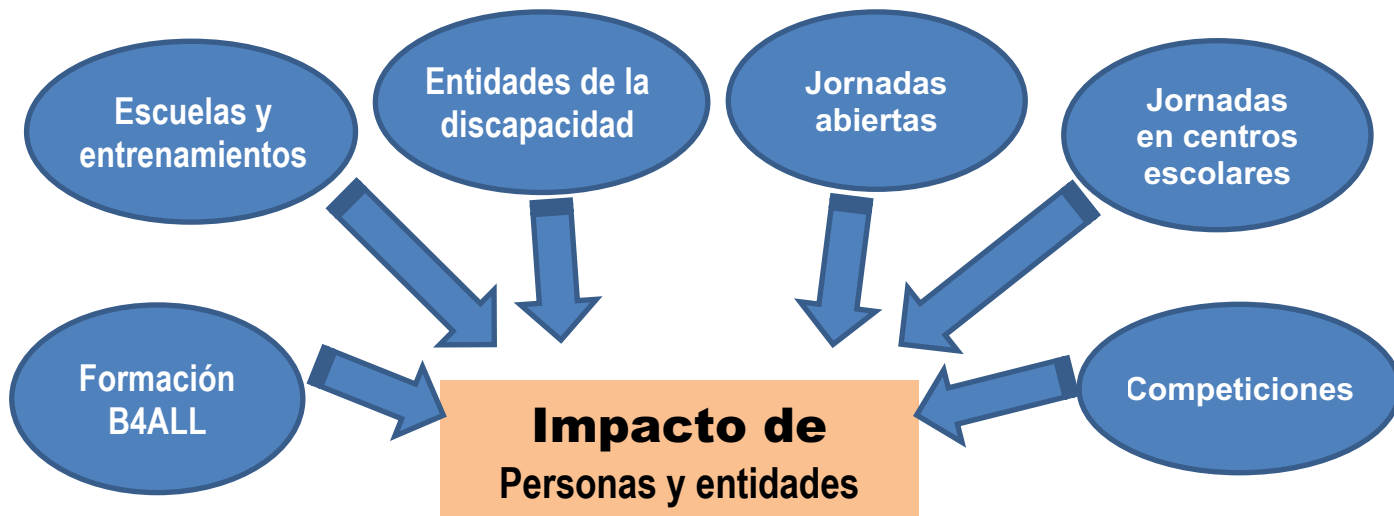 Escuelas y
entrenamientos
Entidades de la
discapacidad
Jornadas
abiertas
Jornadas
en centros
escolares
Formación
B4ALL
Competiciones
Impacto de
Personas y entidades